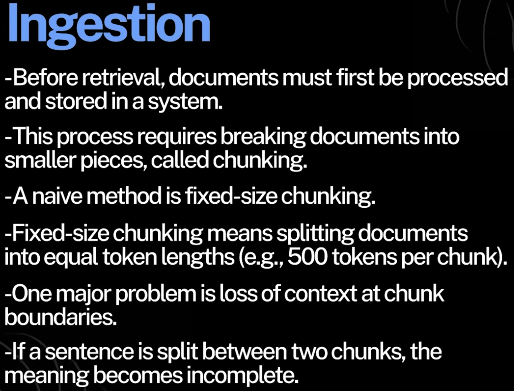 Ingestion
-Before retrieval, documents must first be processed
and stored in a system.
-This process requires breaking documents into
smaller pieces, called chunking.
-A naive method is fixed-size chunking.
-Fixed-size chunking means splitting documents
into equal token lengths (e.g., 500 tokens per chunk).
-One major problem is loss of context at chunk
boundaries.
-If a sentence is split between two chunks, the
meaning becomes incomplete.